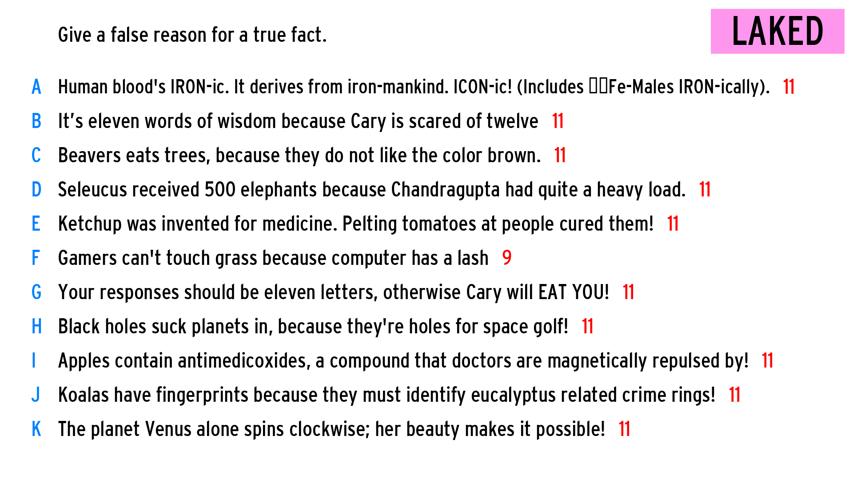 Give a false reason for a true fact.
LAKED
A Human blood's IRON-ic. It derives from iron-mankind. ICON-ic! (Includes ▯▯Fe-Males IRON-ically). 11
B It's eleven words of wisdom because Cary is scared of twelve 11
C Beavers eats trees, because they do not like the color brown. 11
D Seleucus received 500 elephants because Chandragupta had quite a heavy load. 11
E Ketchup was invented for medicine. Pelting tomatoes at people cured them! 11
F Gamers can't touch grass because computer has a lash 9
G Your responses should be eleven letters, otherwise Cary will EAT YOU! 11
H Black holes suck planets in, because they're holes for space golf! 11
I Apples contain antimedicoxides, a compound that doctors are magnetically repulsed by! 11
J Koalas have fingerprints because they must identify eucalyptus related crime rings! 11
K The planet Venus alone spins clockwise; her beauty makes it possible! 11